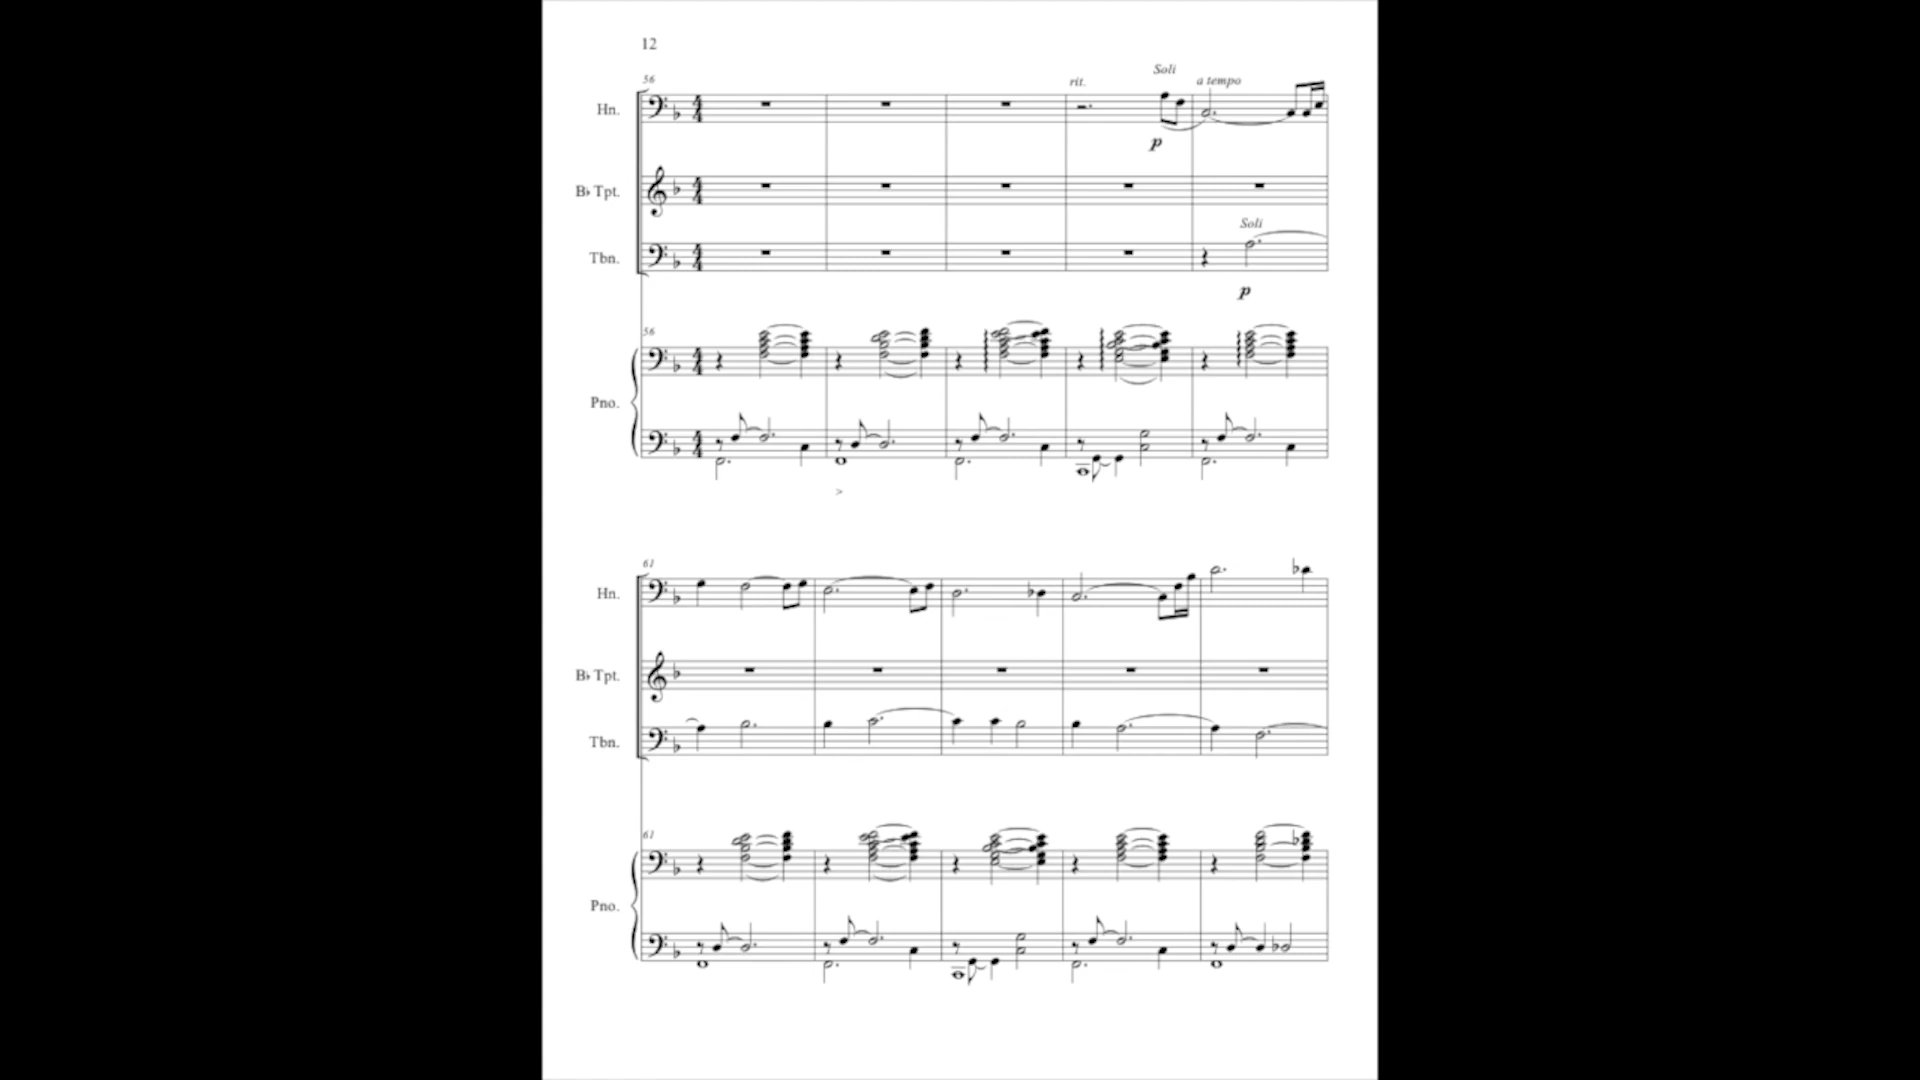 12
56
rit.
Soli
a tempo
Hn.
p
B♭ Tpt.
Soli
Tbn.
p
56
Pno.
>
61
Hn.
B♭ Tpt.
Tbn.
61
Pno.